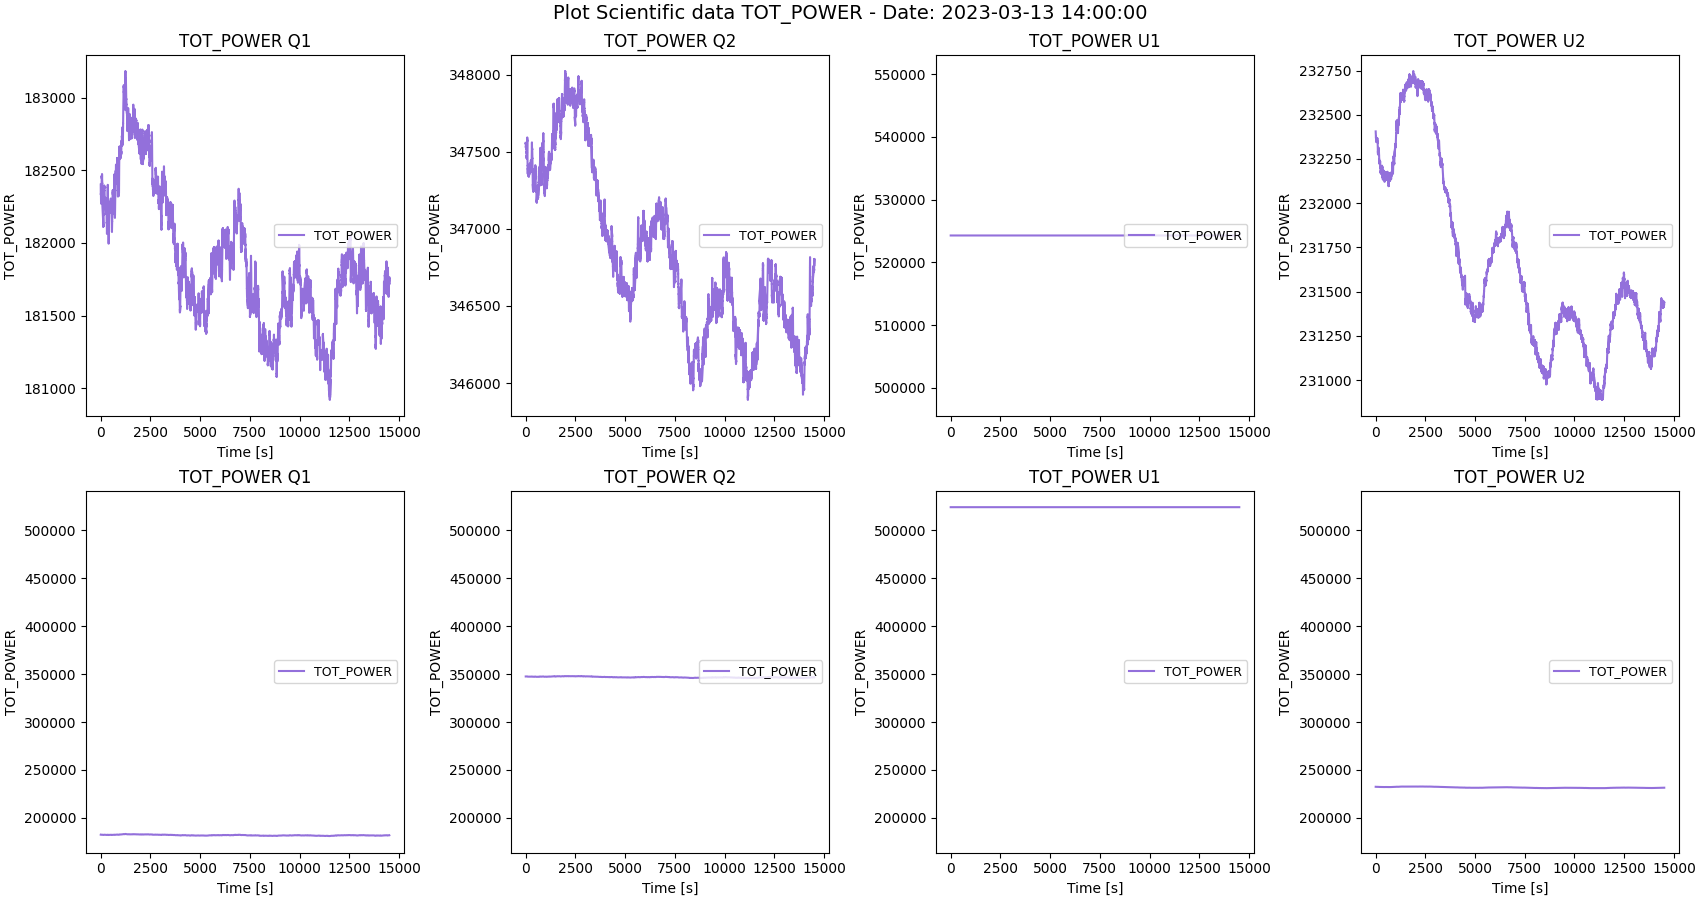 Plot Scientific data TOT_POWER - Date: 2023-03-13 14:00:00
TOT_POWER Q1
TOT_POWER
183000
182500
182000
181500
181000
TOT_POWER
0 2500 5000 7500 10000 12500 15000
Time [s]
TOT_POWER Q2
TOT_POWER
348000
347500
347000
346500
346000
TOT_POWER
0 2500 5000 7500 10000 12500 15000
Time [s]
TOT_POWER U1
TOT_POWER
550000
540000
530000
520000
510000
500000
TOT_POWER
0 2500 5000 7500 10000 12500 15000
Time [s]
TOT_POWER U2
TOT_POWER
232750
232500
232250
232000
231750
231500
231250
231000
TOT_POWER
0 2500 5000 7500 10000 12500 15000
Time [s]
TOT_POWER Q1
TOT_POWER
500000
450000
400000
350000
300000
250000
200000
TOT_POWER
0 2500 5000 7500 10000 12500 15000
Time [s]
TOT_POWER Q2
TOT_POWER
500000
450000
400000
350000
300000
250000
200000
TOT_POWER
0 2500 5000 7500 10000 12500 15000
Time [s]
TOT_POWER U1
TOT_POWER
500000
450000
400000
350000
300000
250000
200000
TOT_POWER
0 2500 5000 7500 10000 12500 15000
Time [s]
TOT_POWER U2
TOT_POWER
500000
450000
400000
350000
300000
250000
200000
TOT_POWER
0 2500 5000 7500 10000 12500 15000
Time [s]